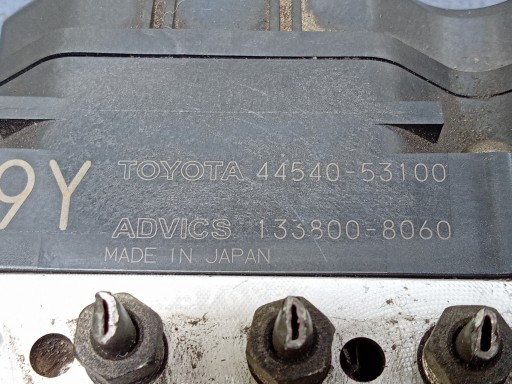 9Y
TOYOTA 44540-53100
ADVICS 133800-8060
MADE IN JAPAN